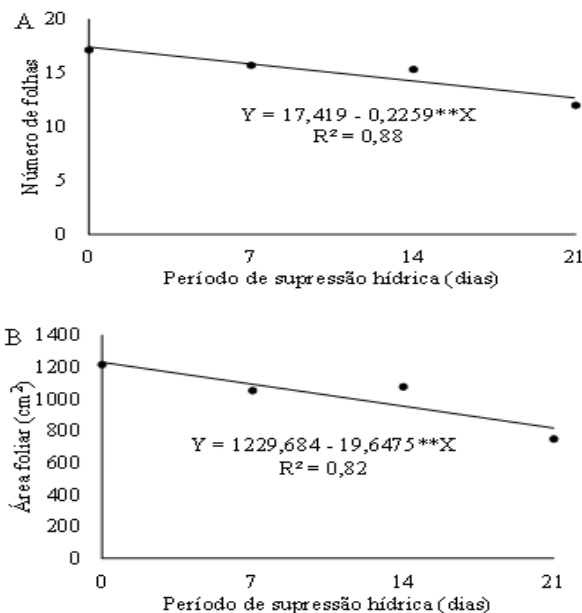 A
20
15
10
5
0
Número de folhas
Y = 17,419 - 0,2259**X
R² = 0,88
0 7 14 21
Período de supressão hídrica (dias)
B
1400
1200
1000
800
600
400
200
0
Área foliar (cm²)
Y = 1229,684 - 19,6475**X
R² = 0,82
0 7 14 21
Período de supressão hídrica (dias)